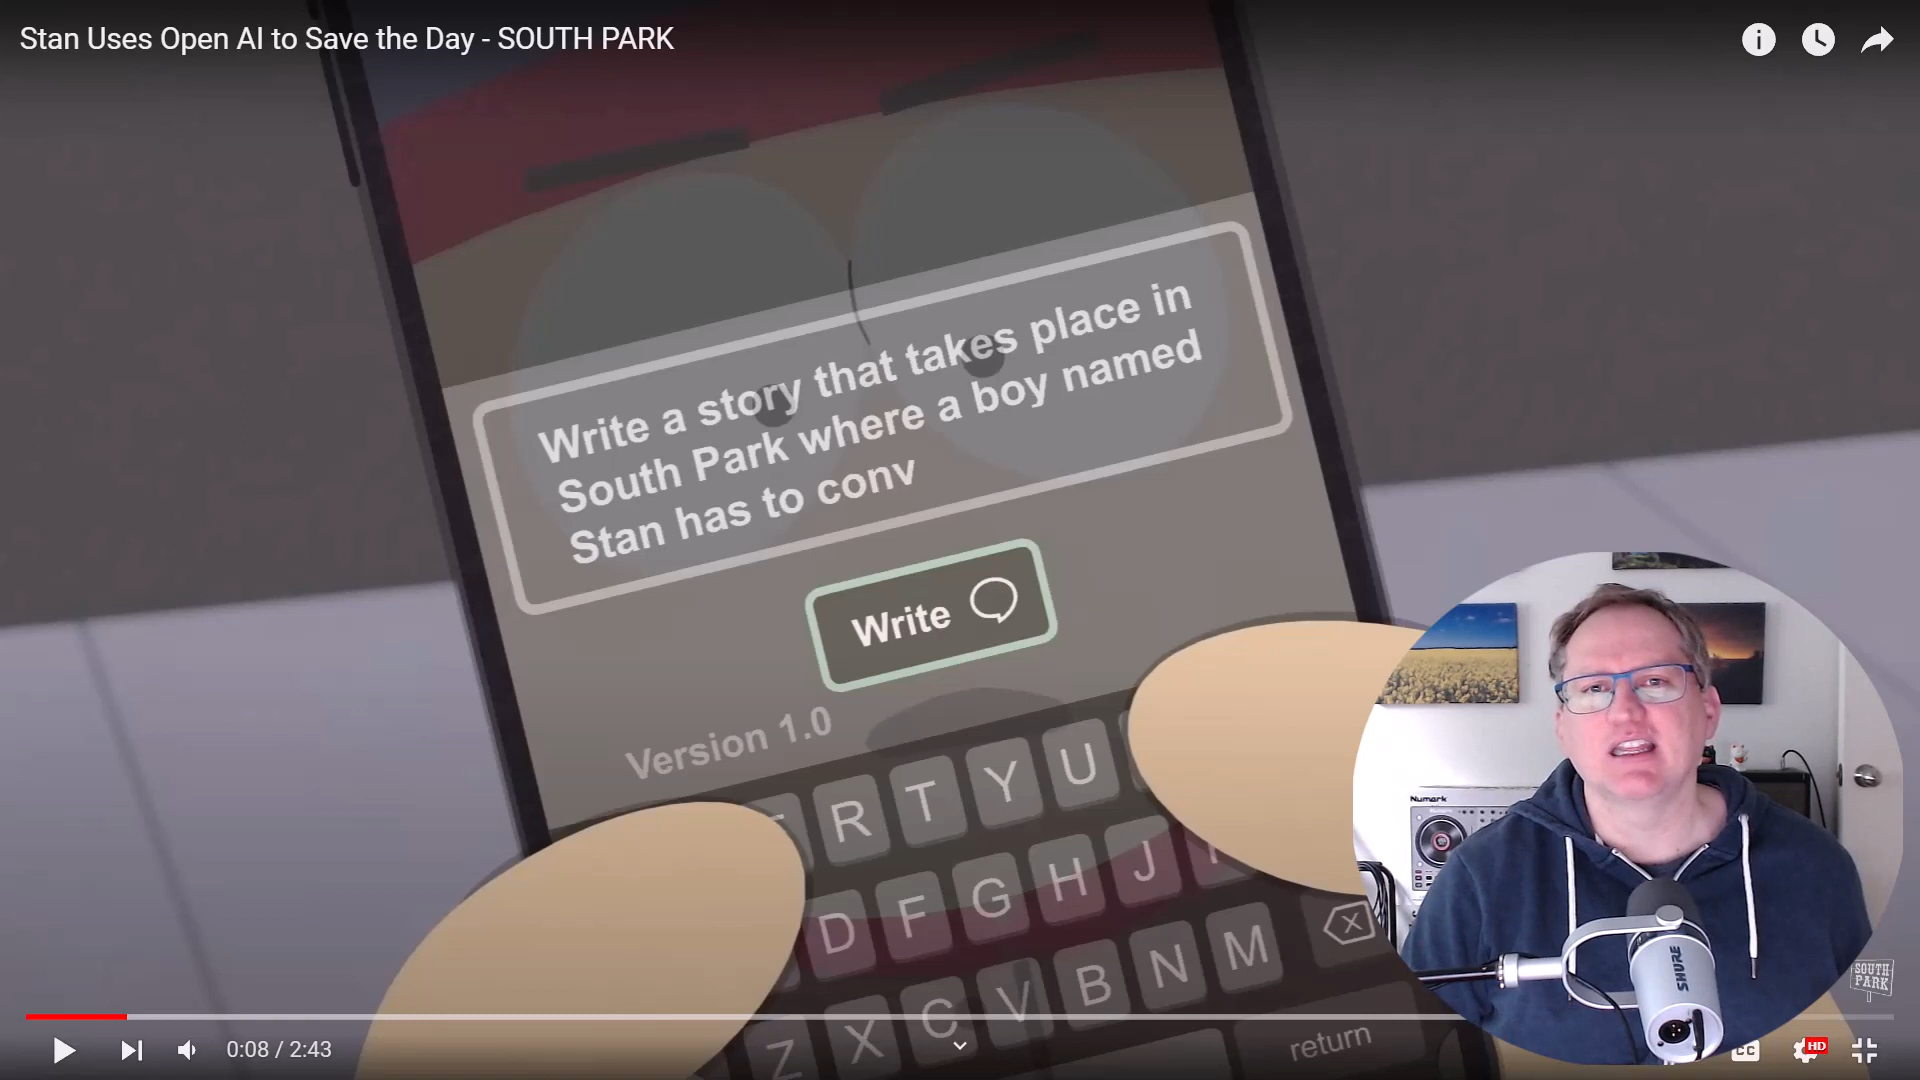 Stan Uses Open AI to Save the Day - SOUTH PARK
Write a story that takes place in
South Park where a boy named
Stan has to conv
Write
Version 1.0
R T Y U
D F G H J
Z X C V B N M
return
Numark
SHURE
SOUTH
PARK
0:08 / 2:43
CC
HD